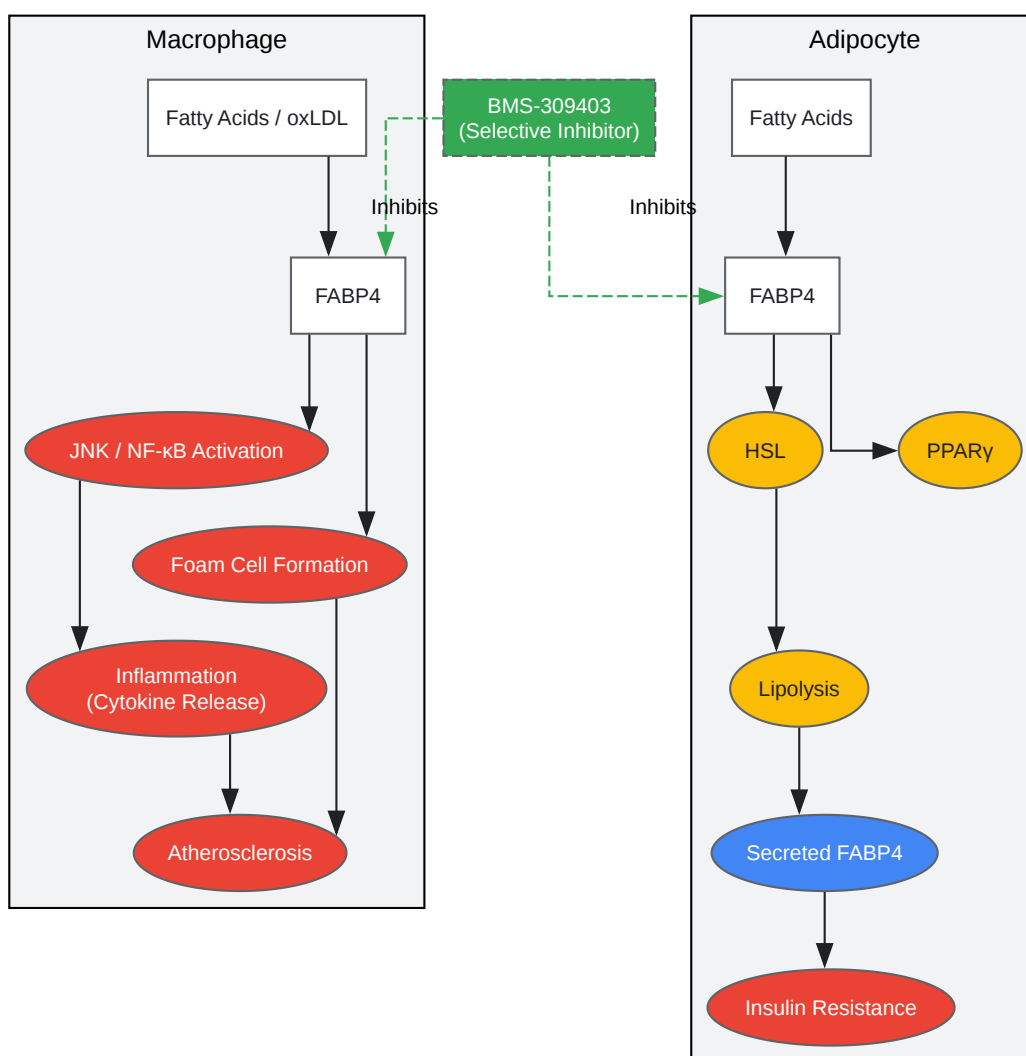 Macrophage
Fatty Acids / oxLDL
FABP4
JNK / NF-κB Activation
Foam Cell Formation
Inflammation
(Cytokine Release)
Atherosclerosis
BMS-309403
(Selective Inhibitor)
Inhibits
Inhibits
Adipocyte
Fatty Acids
FABP4
HSL
PPARγ
Lipolysis
Secreted FABP4
Insulin Resistance